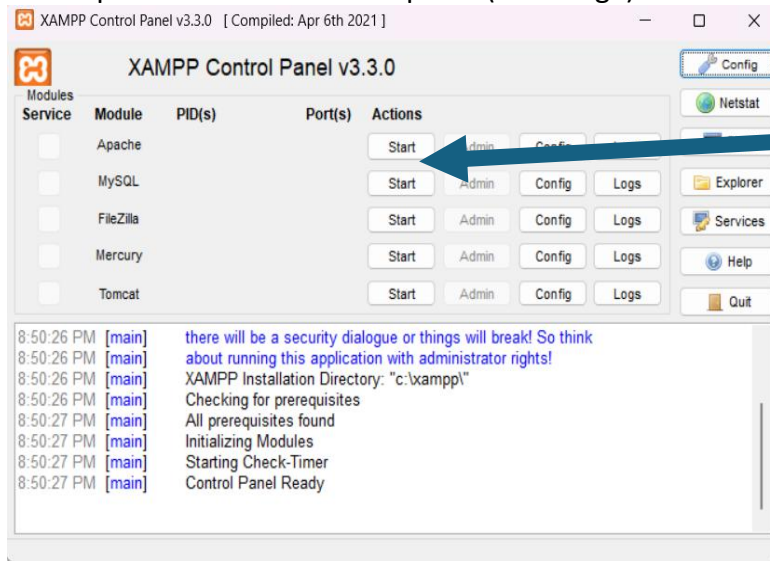 XAMPP Control Panel v3.3.0 [ Compiled: Apr 6th 2021 ]
XAMPP Control Panel v3.3.0
Config
Modules
Service Module PID(s) Port(s) Actions
Netstat
Apache Start
MySQL Start Admin Config Logs
Explorer
FileZilla Start Admin Config Logs
Services
Mercury Start Admin Config Logs
Help
Tomcat Start Admin Config Logs
Quit
8:50:26 PM [main] there will be a security dialogue or things will break! So think
8:50:26 PM [main] about running this application with administrator rights!
8:50:26 PM [main] XAMPP Installation Directory: "c:\xampp\"
8:50:26 PM [main] Checking for prerequisites
8:50:27 PM [main] All prerequisites found
8:50:27 PM [main] Initializing Modules
8:50:27 PM [main] Starting Check-Timer
8:50:27 PM [main] Control Panel Ready